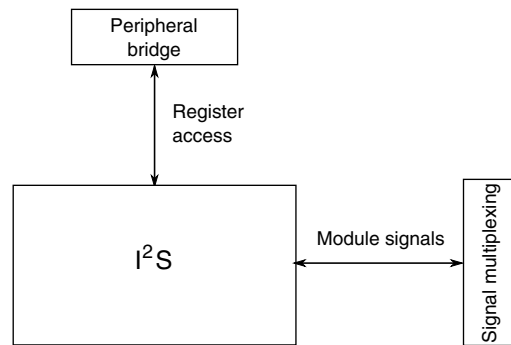 Peripheral
bridge
Register
access
I²S
Module signals
Signal multiplexing